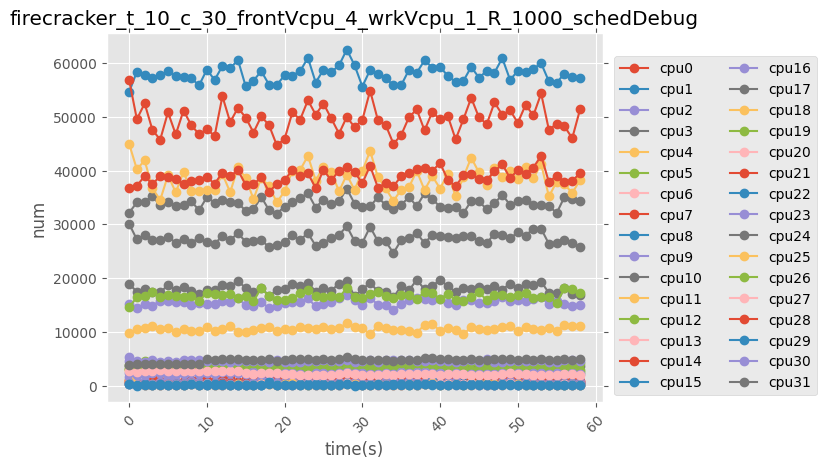 firecracker_t_10_c_30_frontVcpu_4_wrkVcpu_1_R_1000_schedDebug
num
60000
50000
40000
30000
20000
10000
0
0
10
20
30
40
50
60
time(s)
cpu0
cpu1
cpu2
cpu3
cpu4
cpu5
cpu6
cpu7
cpu8
cpu9
cpu10
cpu11
cpu12
cpu13
cpu14
cpu15
cpu16
cpu17
cpu18
cpu19
cpu20
cpu21
cpu22
cpu23
cpu24
cpu25
cpu26
cpu27
cpu28
cpu29
cpu30
cpu31